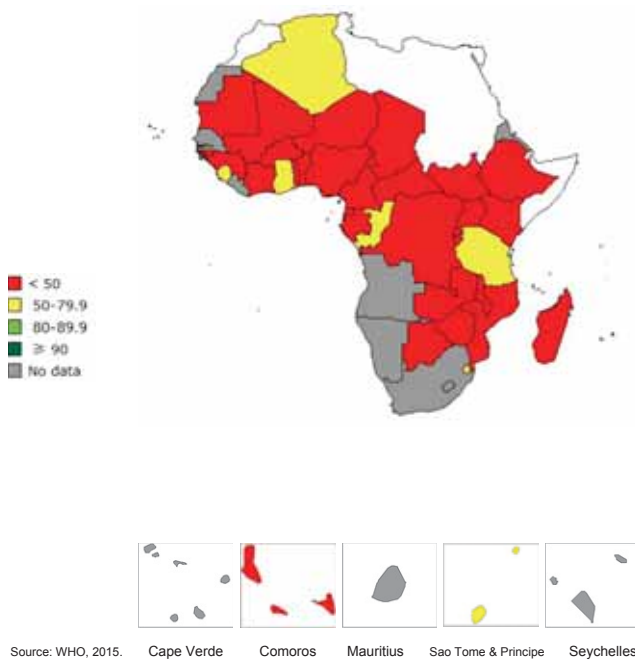 < 50
50-79.9
80-89.9
≥ 90
No data
Source: WHO, 2015.
Cape Verde
Comoros
Mauritius
Sao Tome & Principe
Seychelles